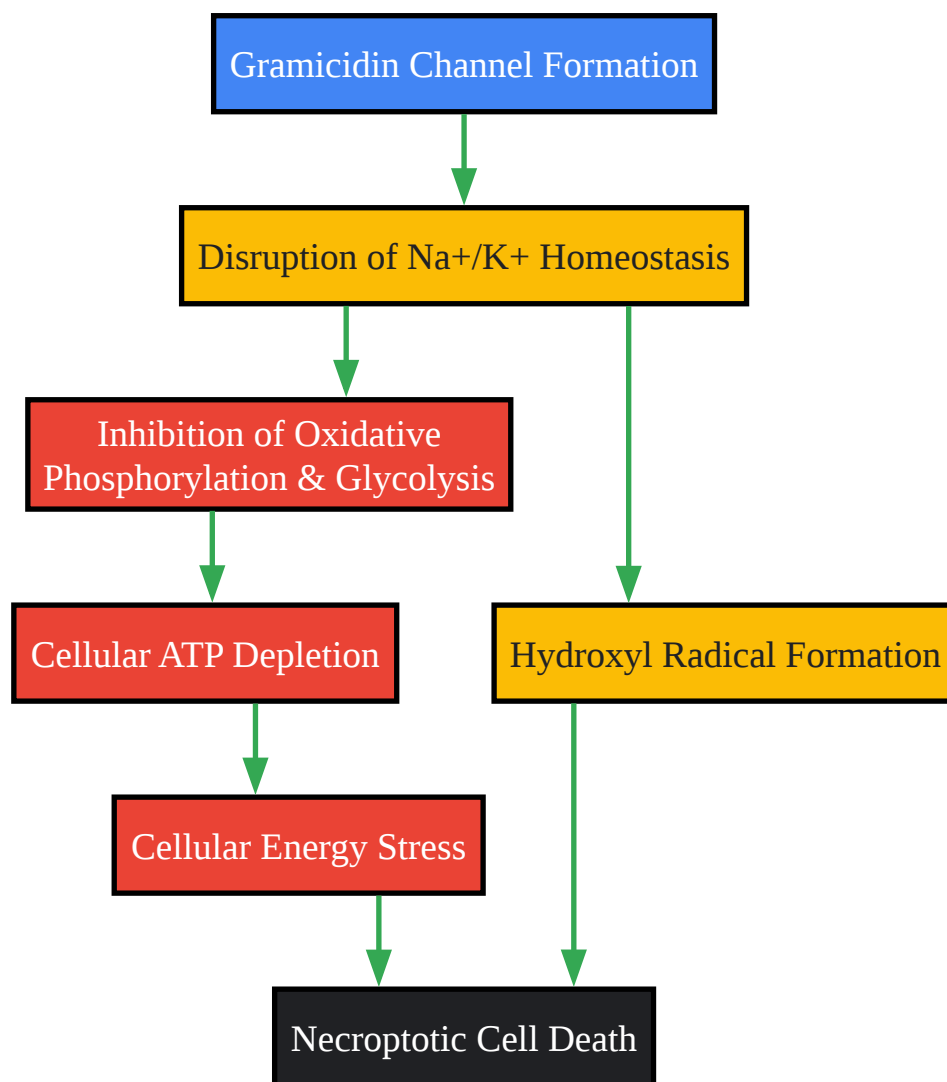 Gramicidin Channel Formation
Disruption of Na+/K+ Homeostasis
Inhibition of Oxidative
Phosphorylation & Glycolysis
Cellular ATP Depletion
Hydroxyl Radical Formation
Cellular Energy Stress
Necroptotic Cell Death